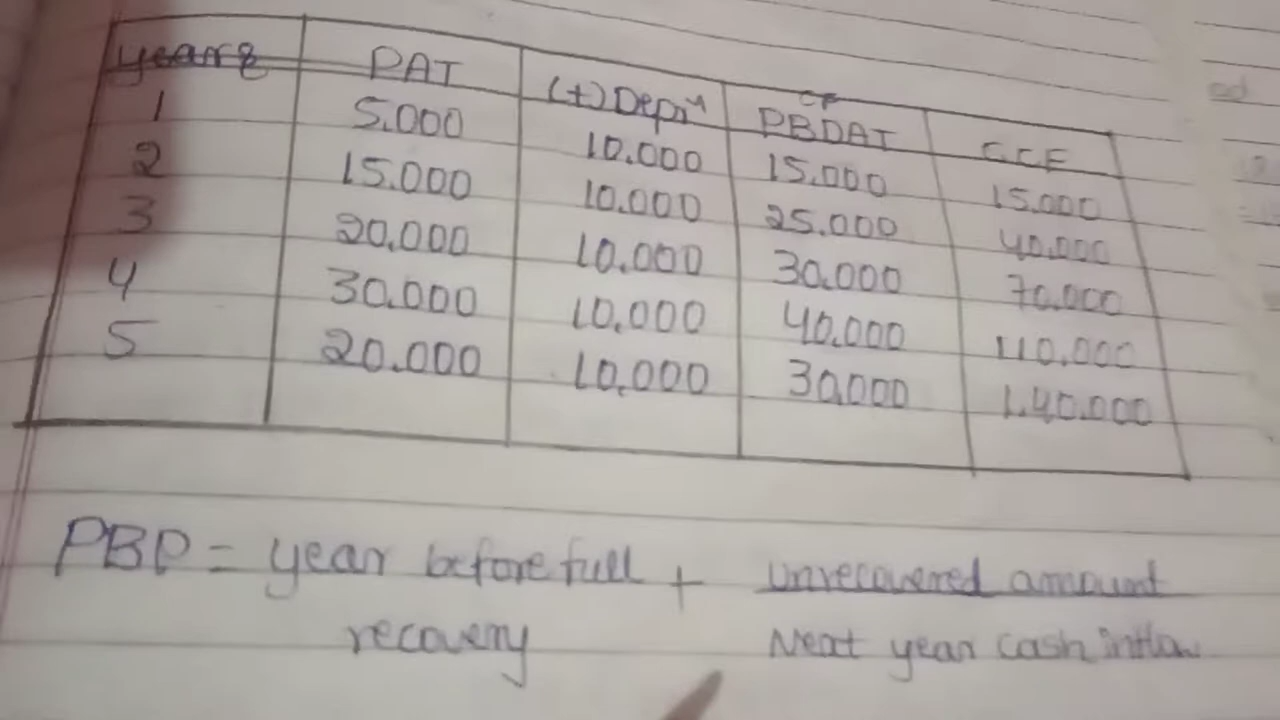 years PAT (+) Deprn CF PBDAT C.C.F
1 5.000 10.000 15.000 15.000
2 15.000 10.000 25.000 40.000
3 20.000 10.000 30.000 70.000
4 30.000 10.000 40.000 110.000
5 20.000 10,000 30,000 1.40.000
PBP = year before full recovery + unrecovered amount
Next year cash inflow